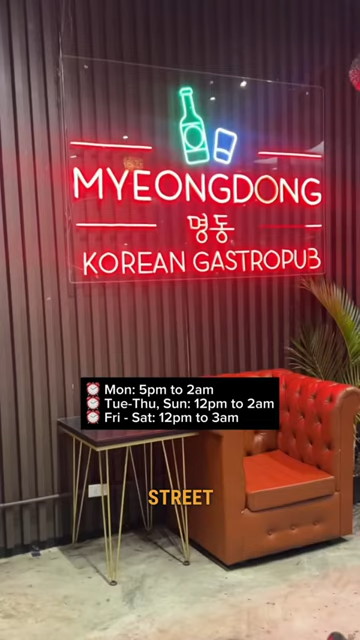 MYEONGDONG
명동
KOREAN GASTROPUB
⏰ Mon: 5pm to 2am
⏰ Tue-Thu, Sun: 12pm to 2am
⏰ Fri - Sat: 12pm to 3am
STREET